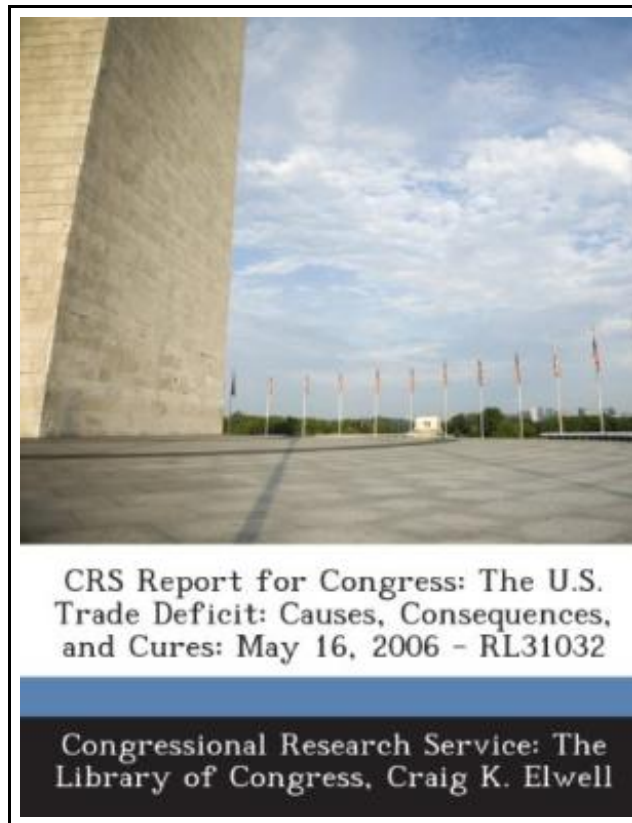 CRS Report for Congress: The U.S.
Trade Deficit: Causes, Consequences,
and Cures: May 16, 2006 - RL31032
Congressional Research Service: The
Library of Congress, Craig K. Elwell